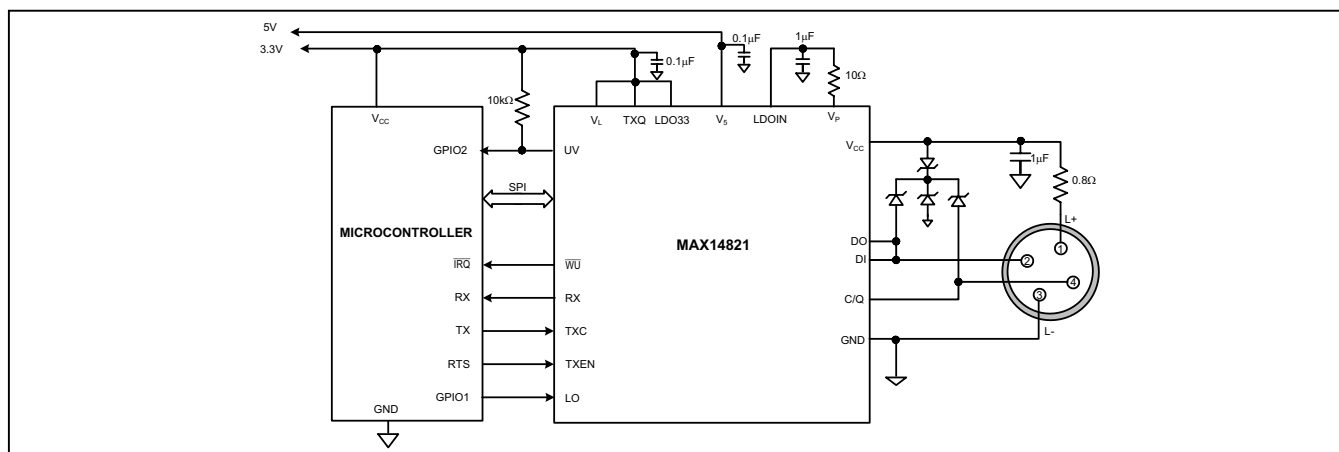 5V
3.3V
0.1µF
0.1µF
1µF
10Ω
10kΩ
VCC
VL
TXQ
LDO33
V5
LDOIN
VP
GPIO2
UV
VCC
1µF
0.8Ω
SPI
MICROCONTROLLER
MAX14821
L+
DO
DI
1
2
IRQ
WU
4
RX
RX
C/Q
3
TX
TXC
L-
GND
RTS
TXEN
GPIO1
LO
GND